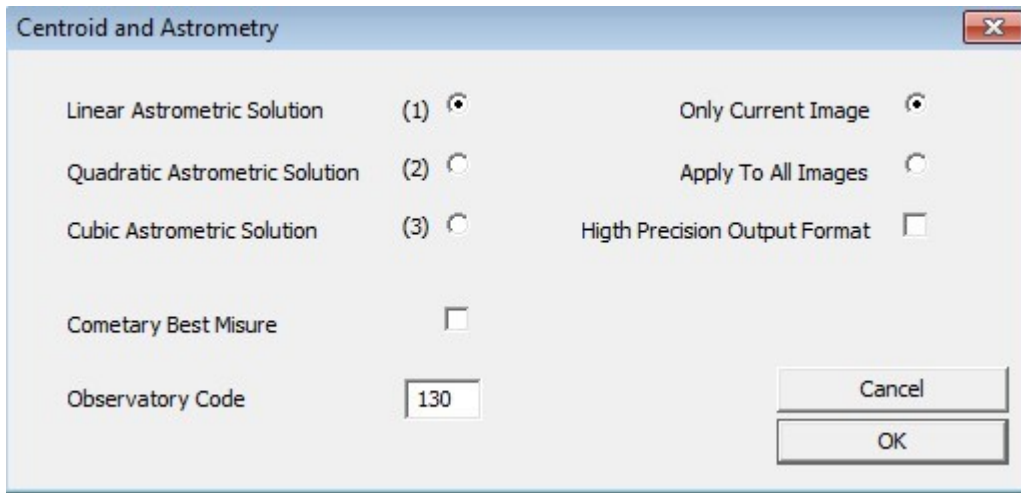 Centroid and Astrometry
Linear Astrometric Solution (1) Only Current Image
Quadratic Astrometric Solution (2) Apply To All Images
Cubic Astrometric Solution (3) Higth Precision Output Format
Cometary Best Misure
Observatory Code 130
Cancel
OK